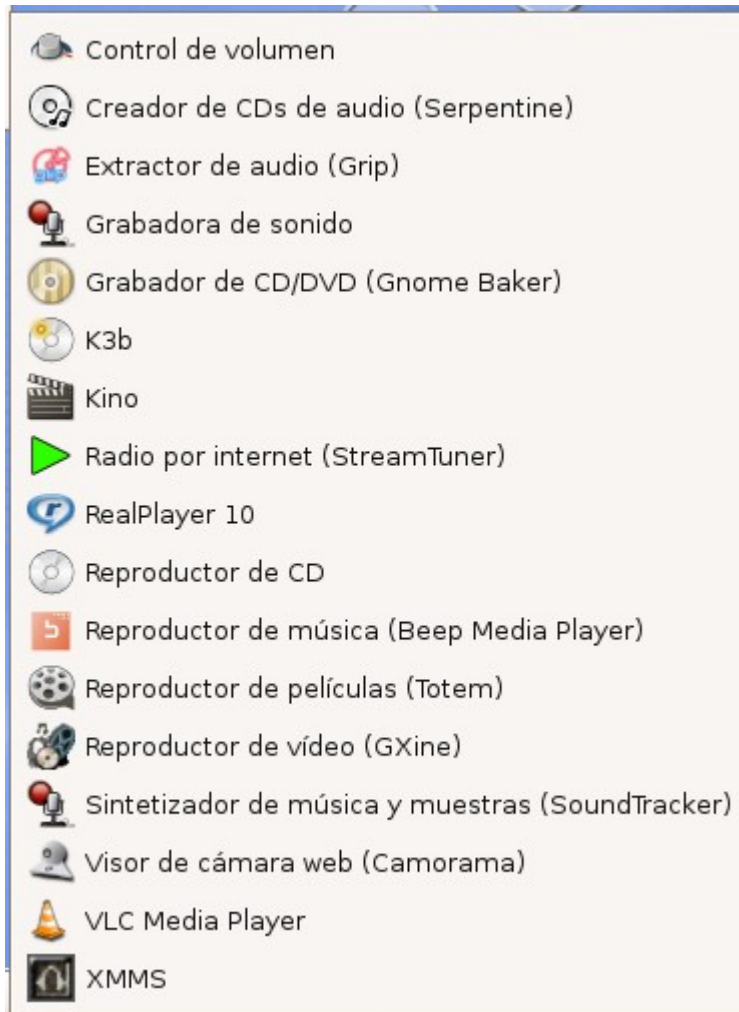 Control de volumen
Creador de CDs de audio (Serpentine)
Extractor de audio (Grip)
Grabadora de sonido
Grabador de CD/DVD (Gnome Baker)
K3b
Kino
Radio por internet (StreamTuner)
RealPlayer 10
Reproductor de CD
Reproductor de música (Beep Media Player)
Reproductor de películas (Totem)
Reproductor de vídeo (GXine)
Sintetizador de música y muestras (SoundTracker)
Visor de cámara web (Camorama)
VLC Media Player
XMMS